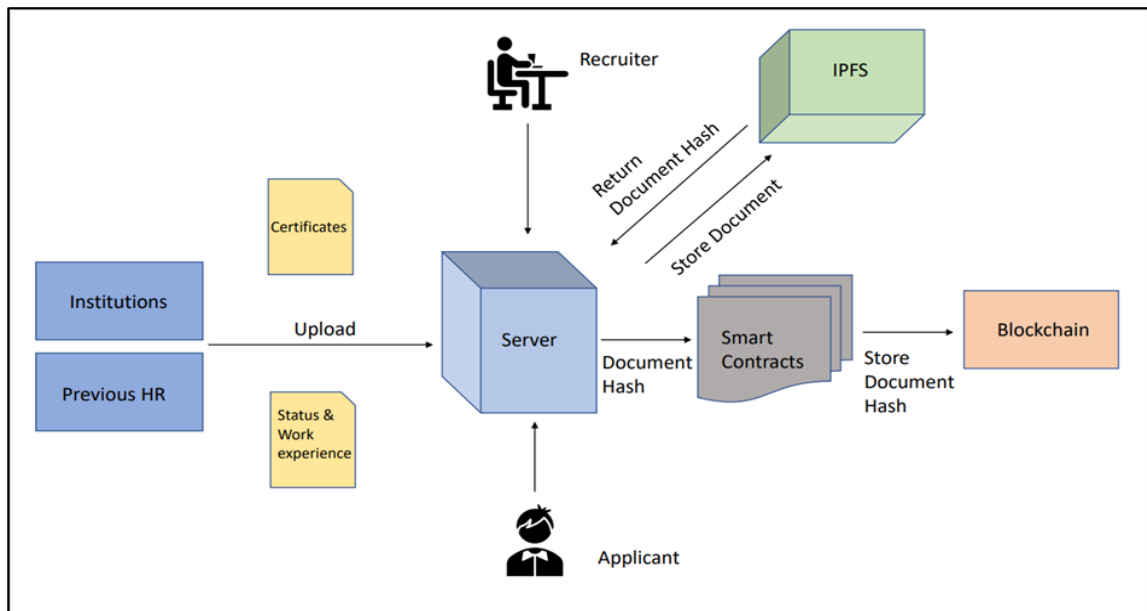 Recruiter
IPFS
Return
Document Hash
Store Document
Certificates
Institutions
Upload
Server
Document
Hash
Smart
Contracts
Store
Document
Hash
Blockchain
Previous HR
Status &
Work
experience
Applicant